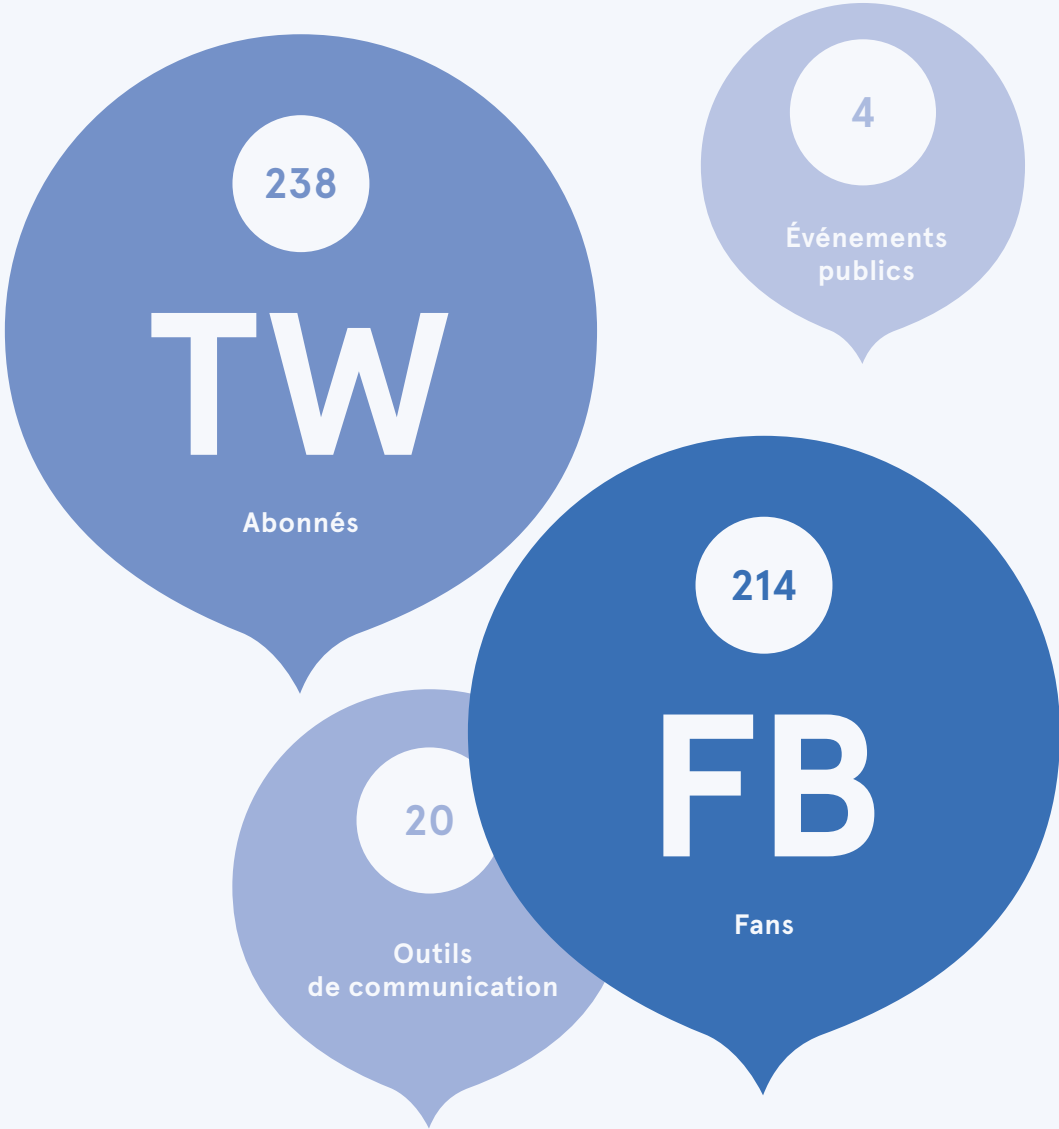 238
TW
Abonnés
4
Événements
publics
214
FB
Fans
20
Outils
de communication